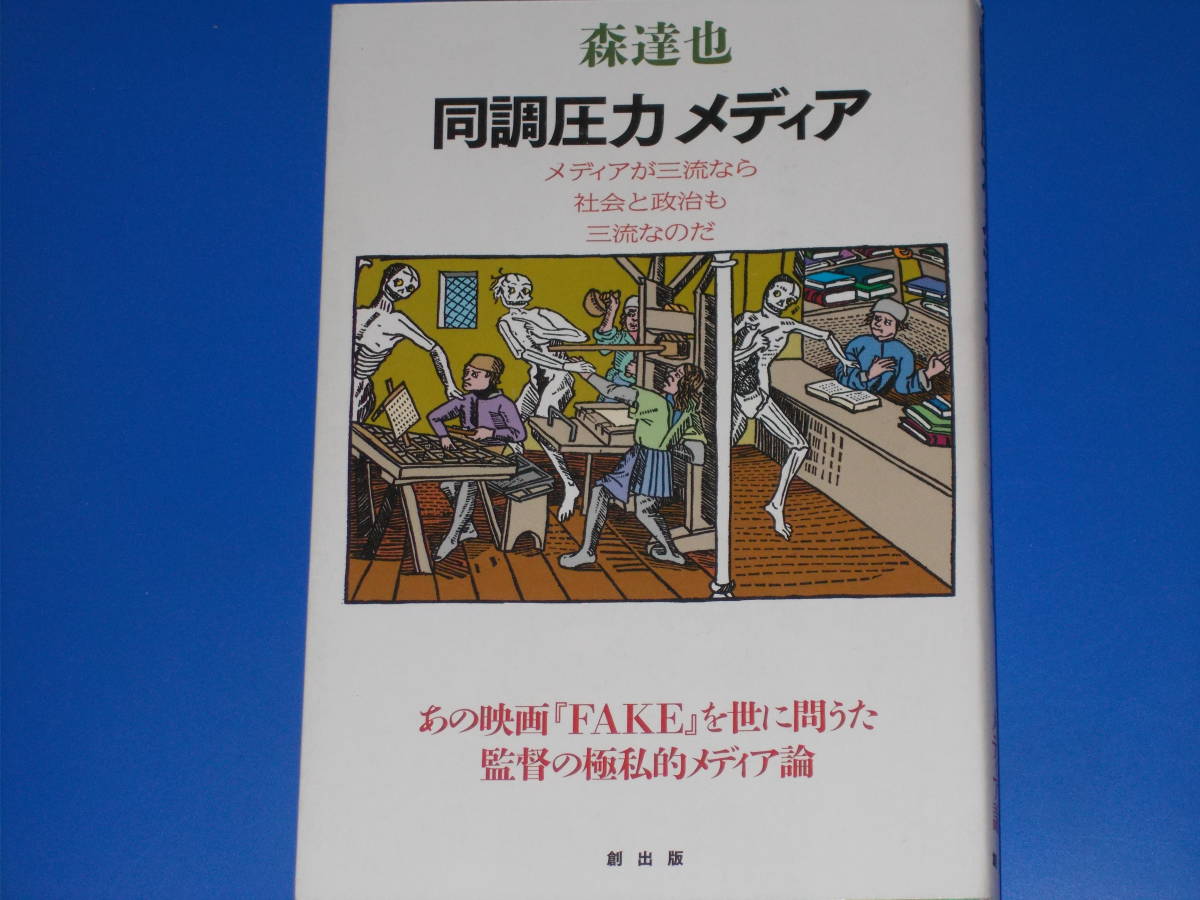 森達也
同調圧力メディア
メディアが三流なら
社会と政治も
三流なのだ
あの映画『FAKE』を世に問うた
監督の極私的メディア論
創出版